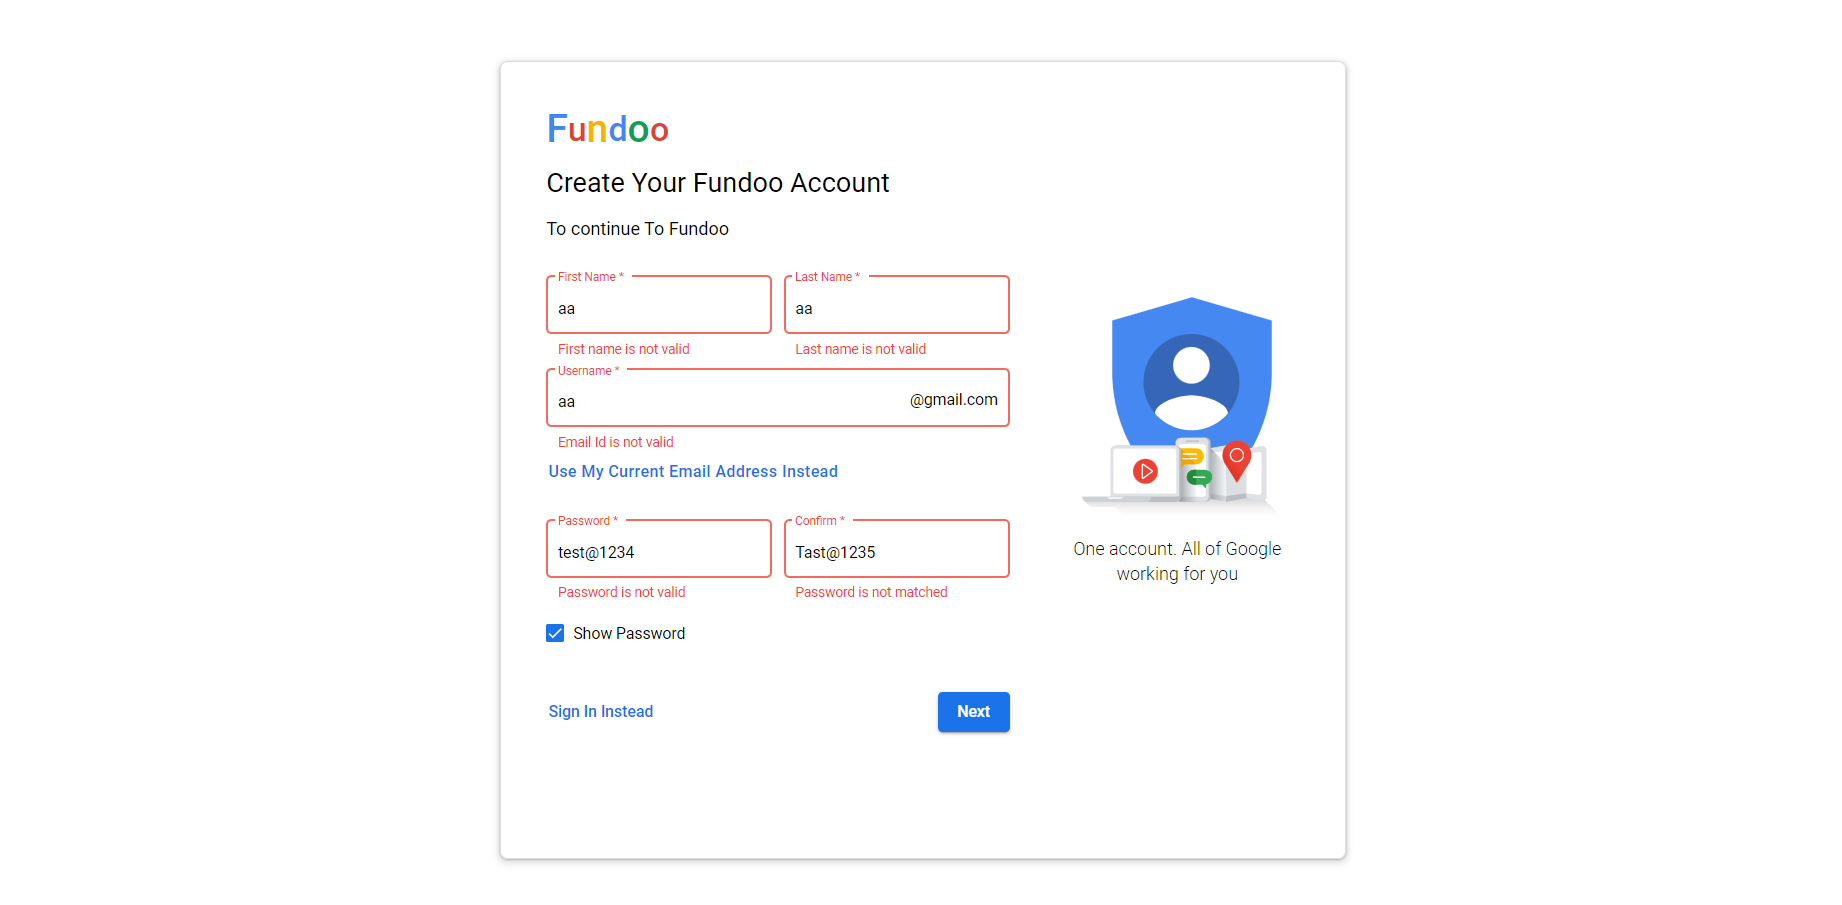 Fundoo
Create Your Fundoo Account
To continue To Fundoo
First Name * Last Name *
aa aa
First name is not valid Last name is not valid
Username *
aa @gmail.com
Email Id is not valid
Use My Current Email Address Instead
Password * Confirm *
test@1234 Tast@1235
Password is not valid Password is not matched
Show Password
Sign In Instead Next
One account. All of Google
working for you